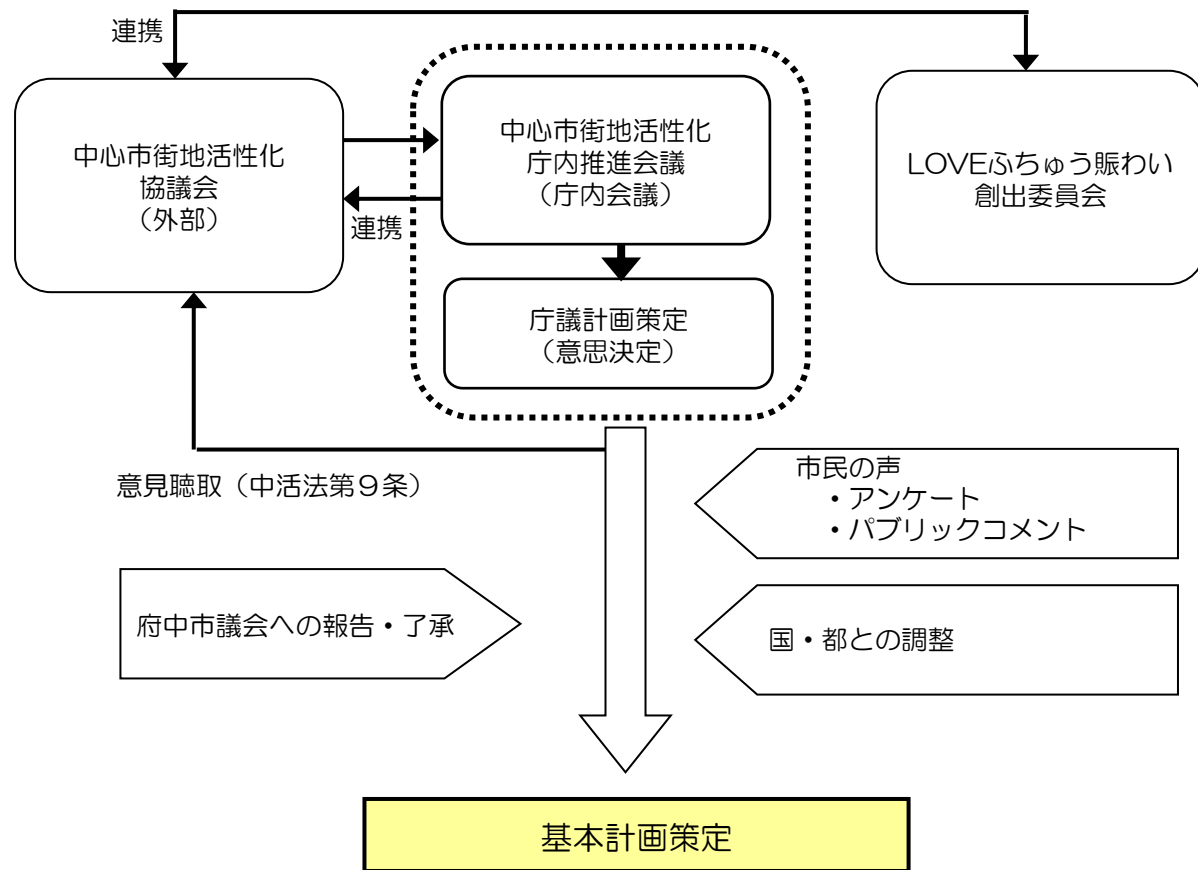 連携
中心市街地活性化
協議会
（外部）
中心市街地活性化
庁内推進会議
（庁内会議）
LOVEふちゅう賑わい
創出委員会
連携
庁議計画策定
（意思決定）
意見聴取（中活法第９条）
市民の声
・アンケート
・パブリックコメント
府中市議会への報告・了承
国・都との調整
基本計画策定